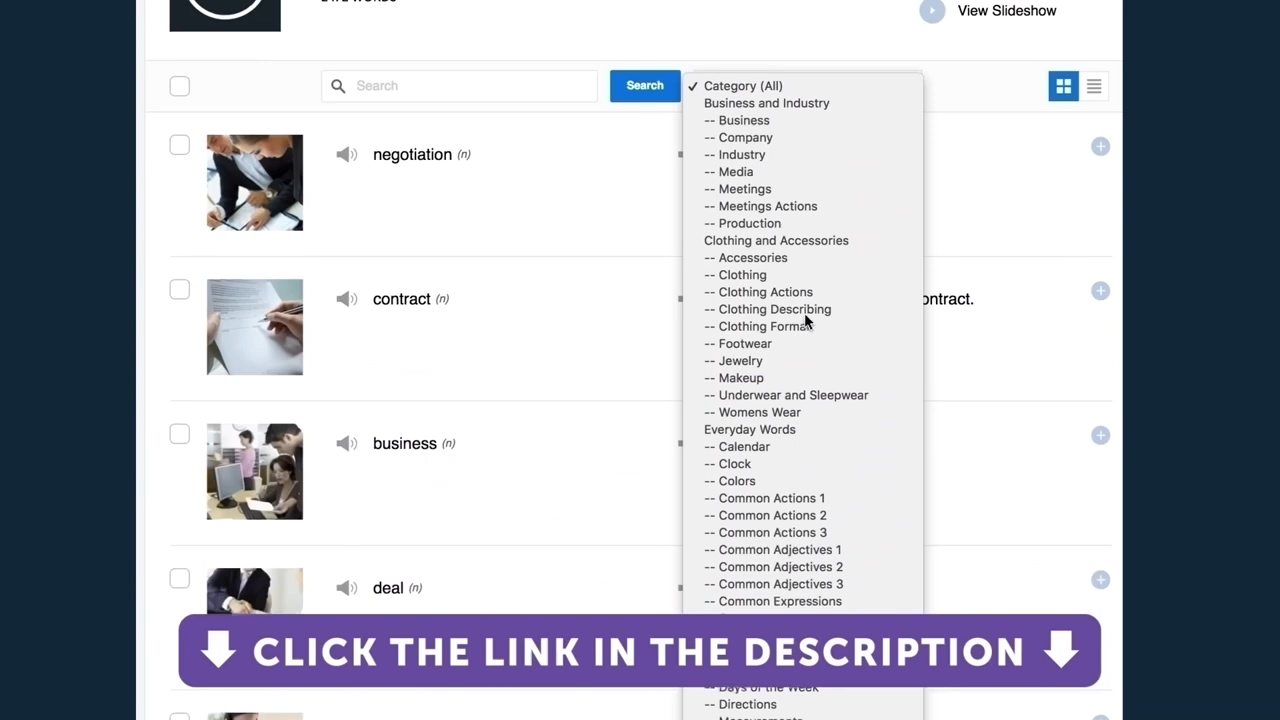 View Slideshow
Search
Search
✓ Category (All)
Business and Industry
-- Business
-- Company
-- Industry
-- Media
-- Meetings
-- Meetings Actions
-- Production
Clothing and Accessories
-- Accessories
-- Clothing
-- Clothing Actions
-- Clothing Describing
-- Clothing Formal
-- Footwear
-- Jewelry
-- Makeup
-- Underwear and Sleepwear
-- Womens Wear
Everyday Words
-- Calendar
-- Clock
-- Colors
-- Common Actions 1
-- Common Actions 2
-- Common Actions 3
-- Common Adjectives 1
-- Common Adjectives 2
-- Common Adjectives 3
-- Common Expressions
-- Days of the Week
-- Directions
negotiation (n)
contract (n)
ontract.
business (n)
deal (n)
CLICK THE LINK IN THE DESCRIPTION